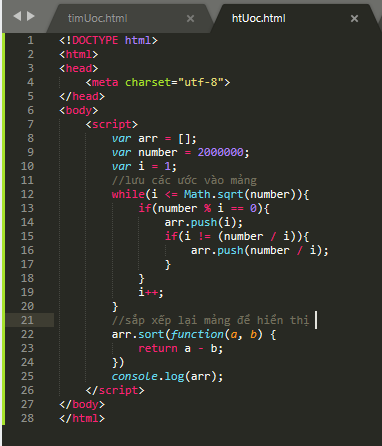 timUoc.html htUoc.html
1 <!DOCTYPE html>
2 <html>
3 <head>
4 <meta charset="utf-8">
5 </head>
6 <body>
7 <script>
8 var arr = [];
9 var number = 2000000;
10 var i = 1;
11 //lưu các ước vào mảng
12 while(i <= Math.sqrt(number)){
13 if(number % i == 0){
14 arr.push(i);
15 if(i != (number / i)){
16 arr.push(number / i);
17 }
18 }
19 i++;
20 }
21 //sắp xếp lại mảng để hiển thị
22 arr.sort(function(a, b) {
23 return a - b;
24 })
25 console.log(arr);
26 </script>
27 </body>
28 </html>